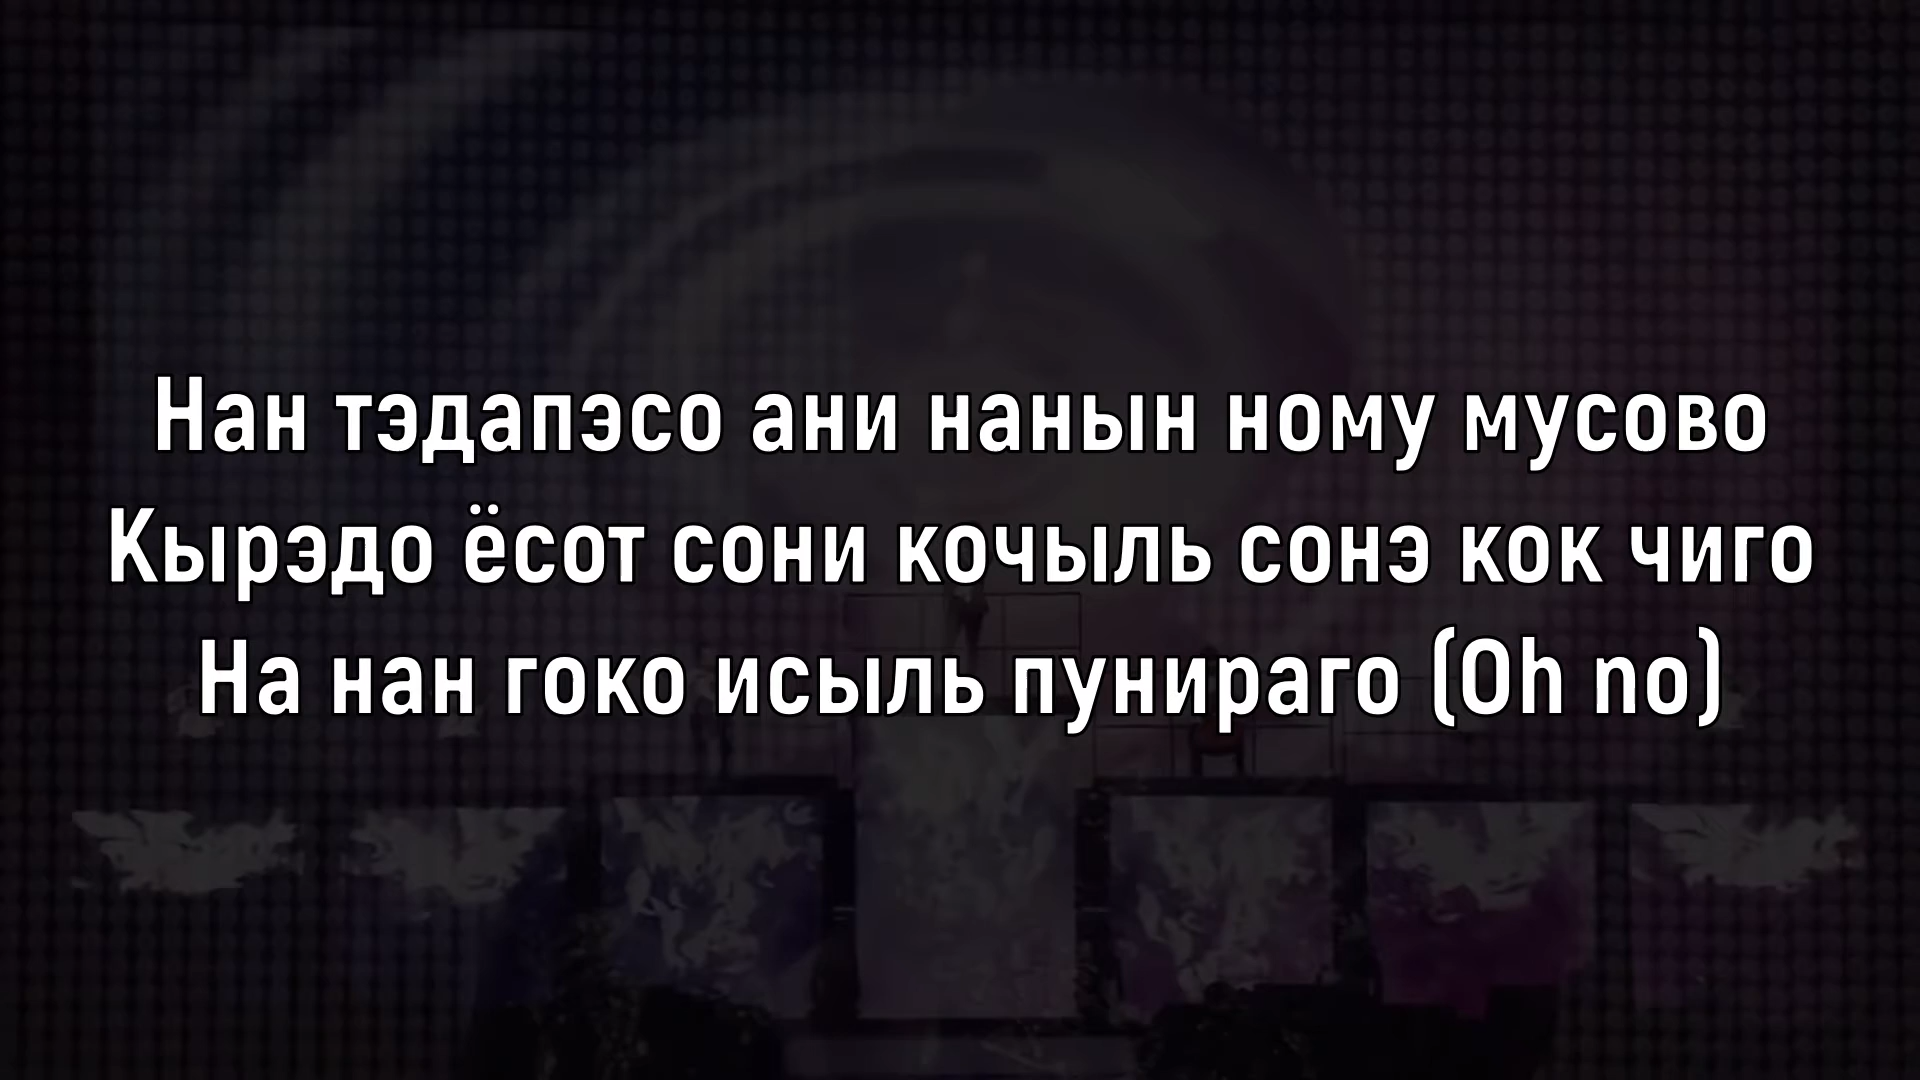 Нан тэдапэсо ани нанын ному мусово
Кырэдо ёсот сони кочыль сонэ кок чиго
На нан гоко исыль пунираго (Oh no)